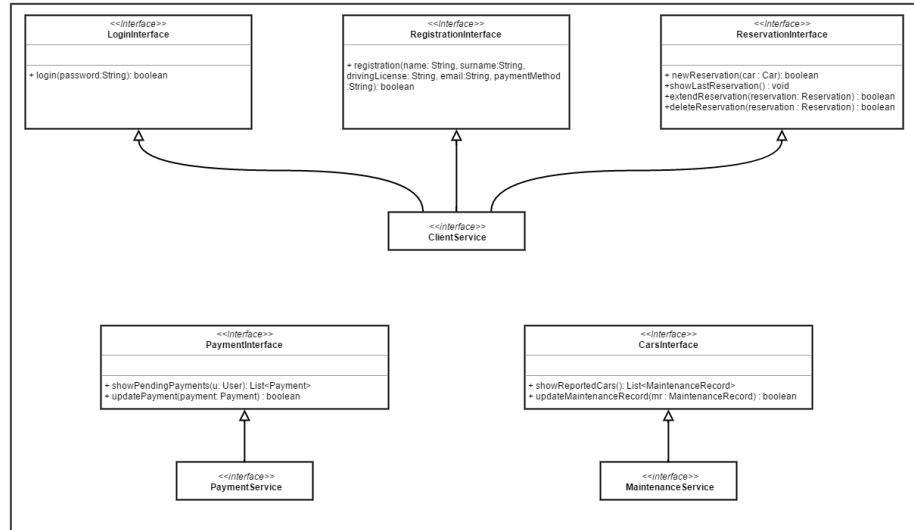 <<interface>>
LoginInterface
+ login(password:String): boolean
<<interface>>
RegistrationInterface
+ registration(name: String, surname:String,
drivingLicense: String, email:String, paymentMethod
:String): boolean
<<interface>>
ReservationInterface
+ newReservation(car : Car): boolean
+showLastReservation() : void
+extendReservation(reservation: Reservation) : boolean
+deleteReservation(reservation : Reservation) : boolean
<<interface>>
ClientService
<<interface>>
PaymentInterface
+ showPendingPayments(u: User): List<Payment>
+ updatePayment(payment: Payment) : boolean
<<interface>>
CarsInterface
+ showReportedCars(): List<MaintenanceRecord>
+ updateMaintenanceRecord(mr : MaintenanceRecord) : boolean
<<interface>>
PaymentService
<<interface>>
MaintenanceService